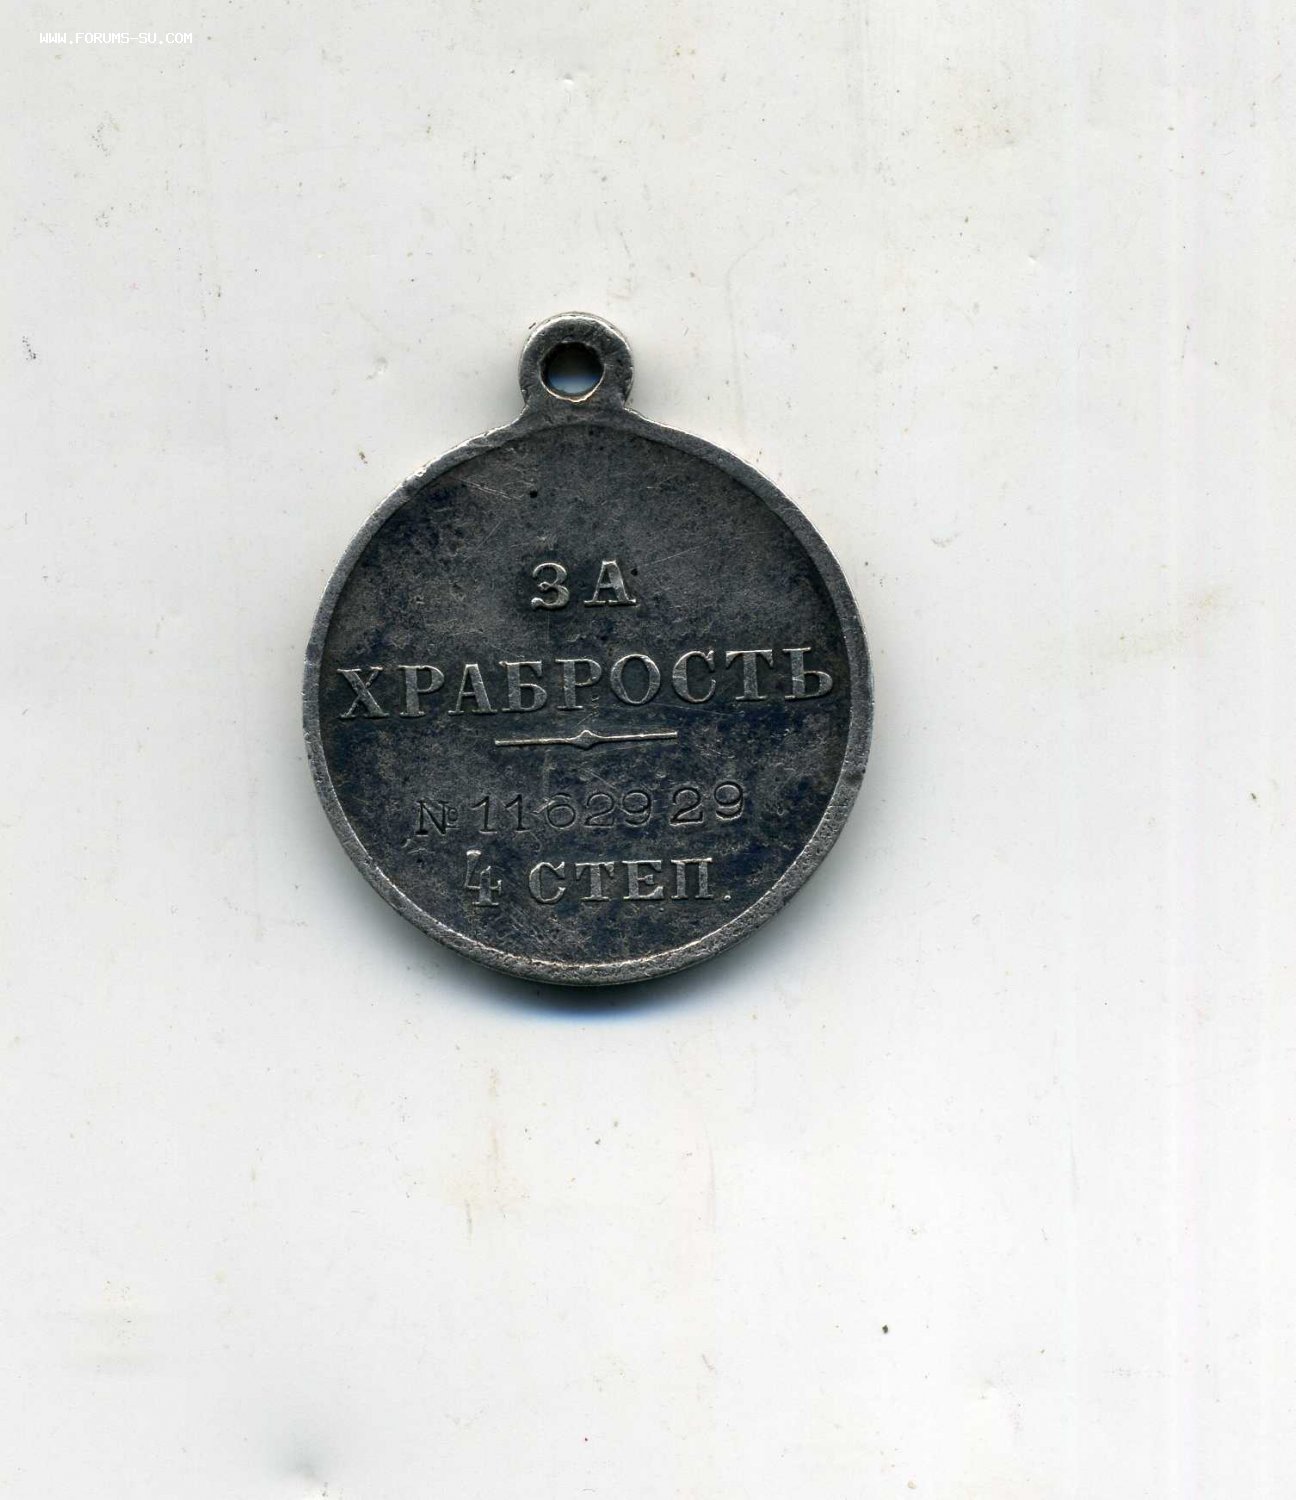 WWW.FORUMS-SU.COM
ЗА
ХРАБРОСТЬ
№ 1162929
4 СТЕП.